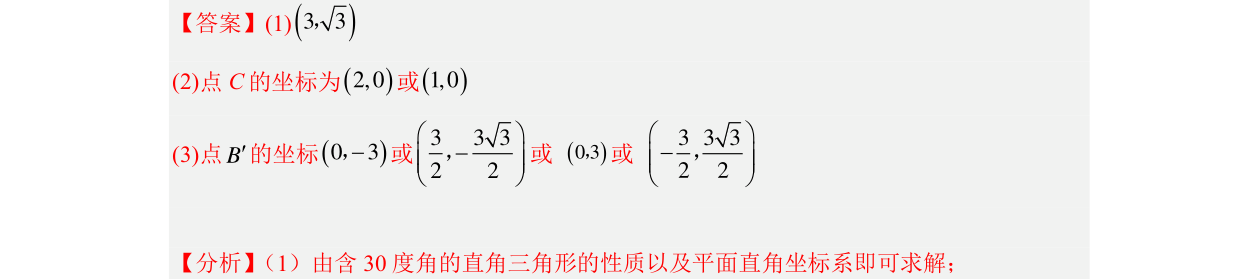 【答案】(1)(3,√3)
(2)点 C 的坐标为(2,0)或(1,0)
(3)点 B′ 的坐标(0,−3)或(3/2,−3√3/2)或 (0,3)或 (−3/2,3√3/2)
【分析】（1）由含 30 度角的直角三角形的性质以及平面直角坐标系即可求解；